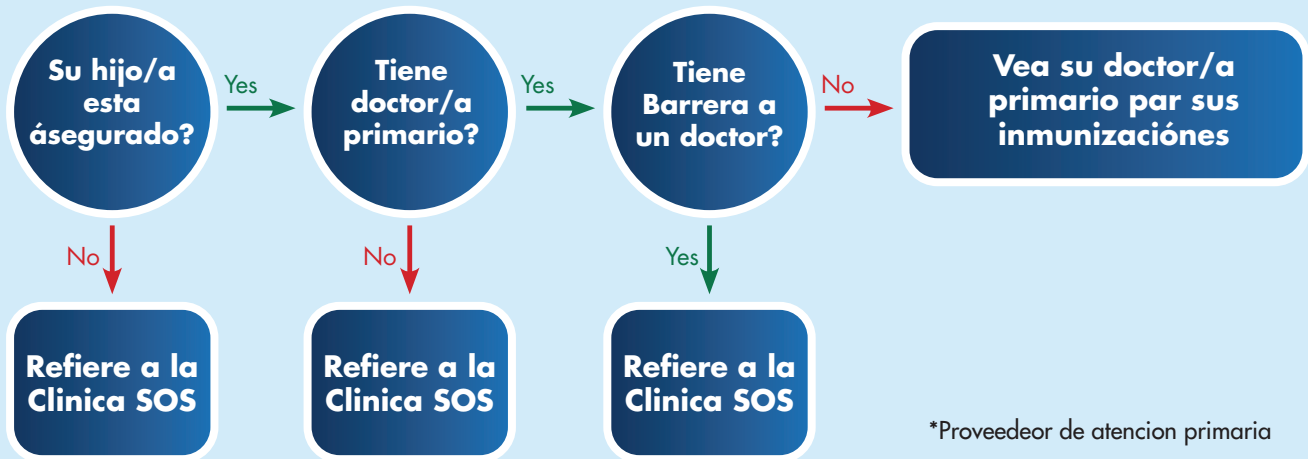 Su hijo/a
esta
ásegurado?
Yes
Tiene
doctor/a
primario?
Yes
Tiene
Barrera a
un doctor?
No
Vea su doctor/a
primario par sus
inmunizaciónes
No
No
Yes
Refiere a la
Clinica SOS
Refiere a la
Clinica SOS
Refiere a la
Clinica SOS
*Proveedeor de atencion primaria